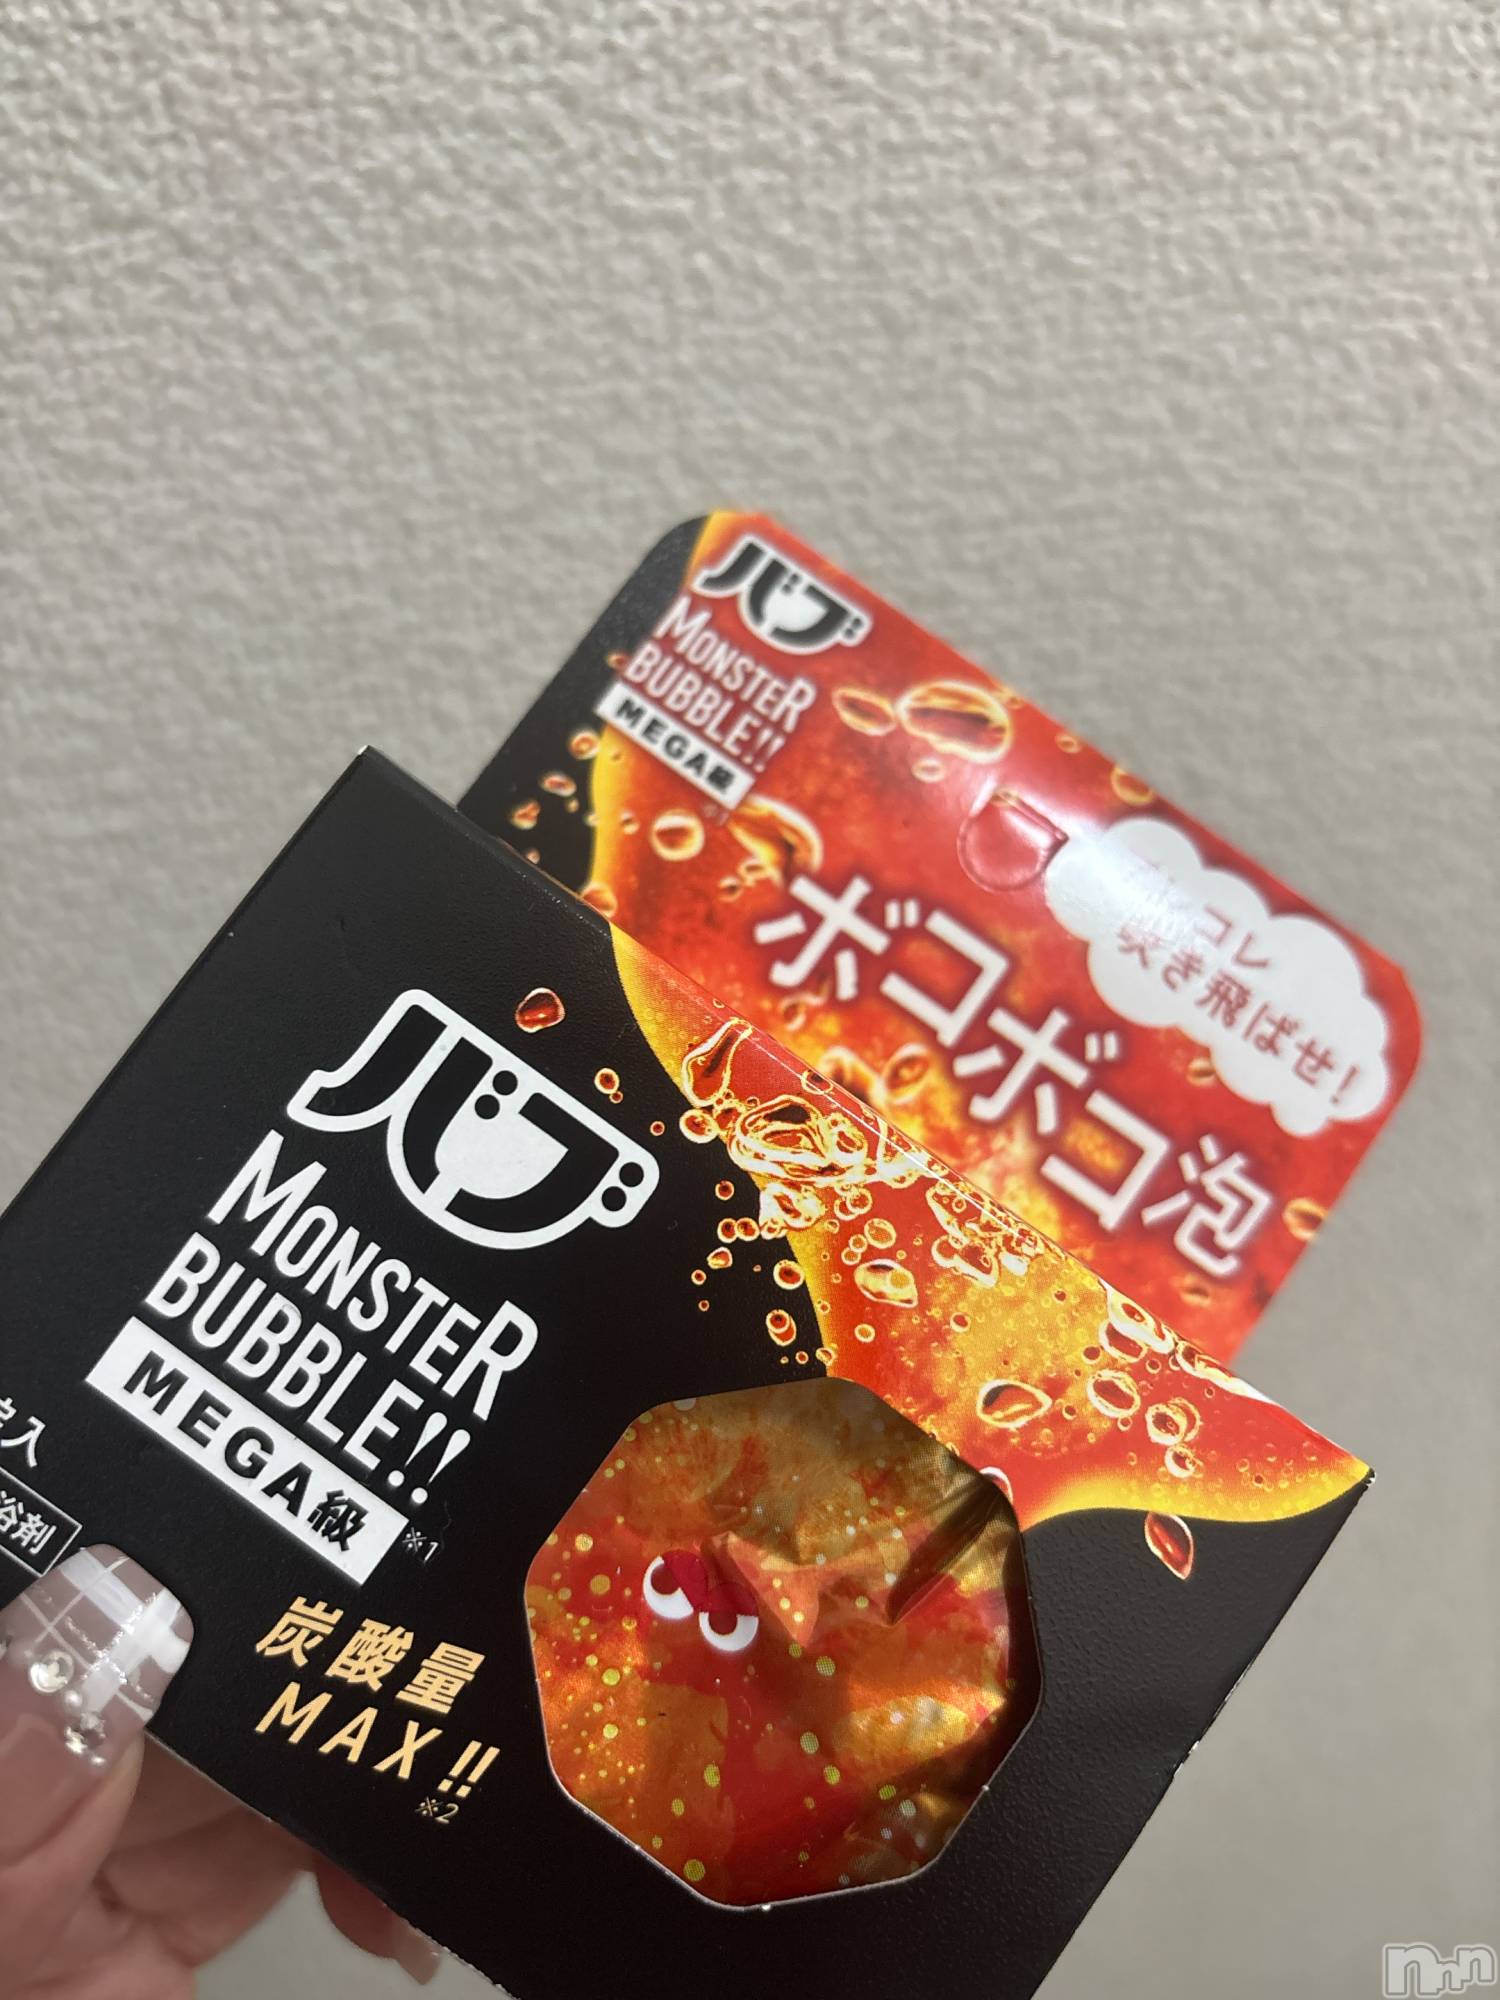 バブ
MONSTER
BUBBLE!!
MEGA級
※1
コレ
吹き飛ばせ!
ボコボコ泡
バブ
MONSTER
BUBBLE!!
MEGA級
※1
炭酸量
MAX!!
※2
入
浴剤
nnn